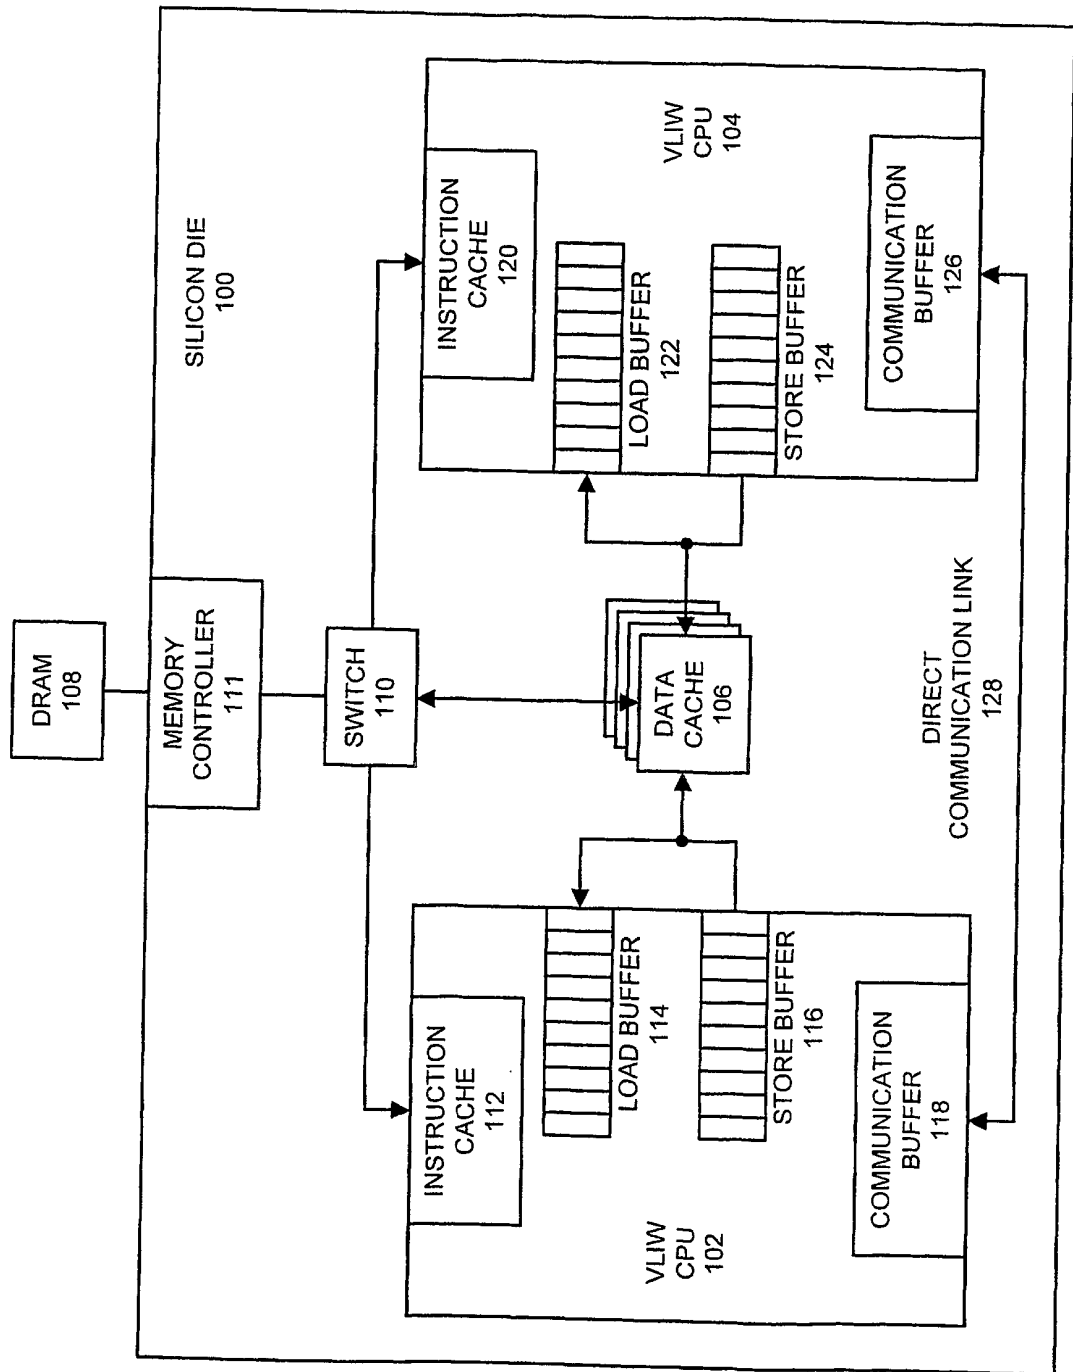 DRAM
108
MEMORY
CONTROLLER
111
SILICON DIE
100
SWITCH
110
INSTRUCTION
CACHE
112
LOAD BUFFER
114
STORE BUFFER
116
VLIW
CPU
102
COMMUNICATION
BUFFER
118
DATA
CACHE
106
INSTRUCTION
CACHE
120
LOAD BUFFER
122
STORE BUFFER
124
VLIW
CPU
104
COMMUNICATION
BUFFER
126
DIRECT
COMMUNICATION LINK
128